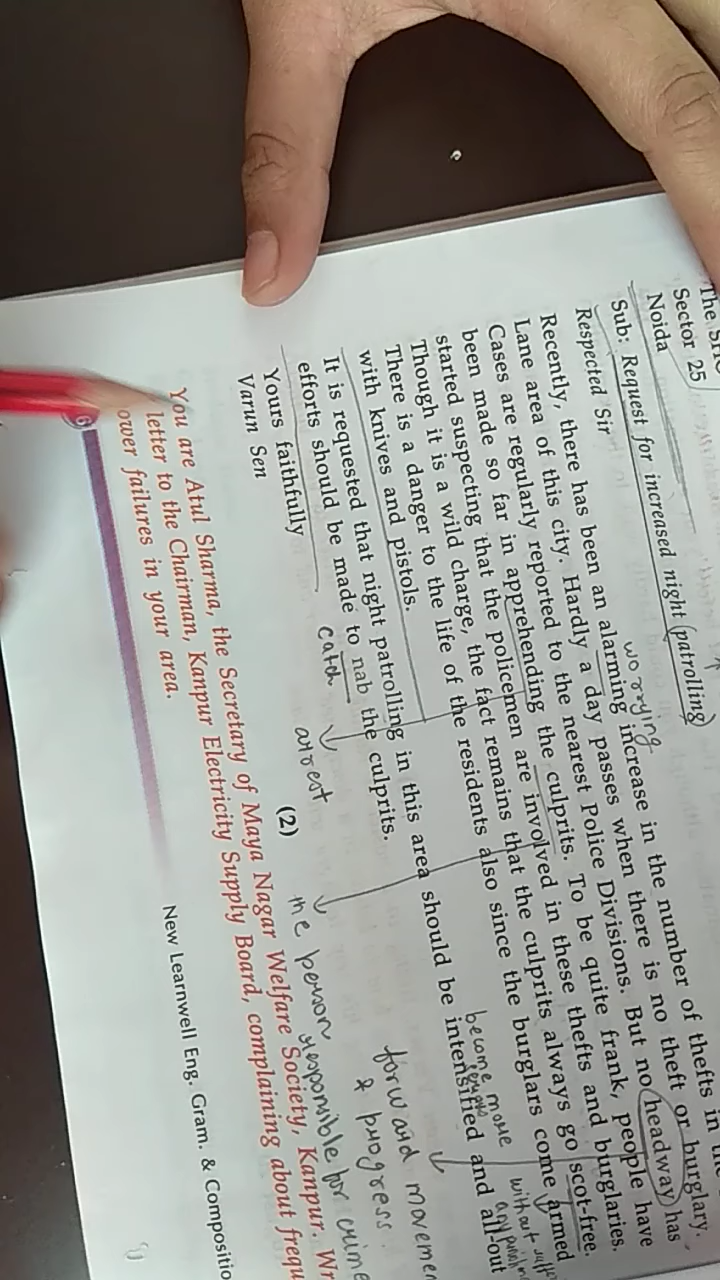 The
Sector 25
Noida
Sub: Request for increased night patrolling
Respected Sir
worrying
Recently, there has been an alarming increase in the number of thefts in
Lane area of this city. Hardly a day passes when there is no theft or burglary.
Cases are regularly reported to the nearest Police Divisions. But no headway has
been made so far in apprehending the culprits. To be quite frank, people have
started suspecting that the policemen are involved in these thefts and burglaries.
Though it is a wild charge, the fact remains that the culprits always go scot-free.
There is a danger to the life of the residents also since the burglars come armed
with knives and pistols.
become more
without
any
It is requested that night patrolling in this area should be intensified and all-out
efforts should be made to nab the culprits.
catch
arrest
forward movemen
& progress
Yours faithfully
Varun Sen
the person responsible for crime
(2)
You are Atul Sharma, the Secretary of Maya Nagar Welfare Society, Kanpur. Wr
letter to the Chairman, Kanpur Electricity Supply Board, complaining about frequ
ower failures in your area.
6
New Learnwell Eng. Gram. & Compositio